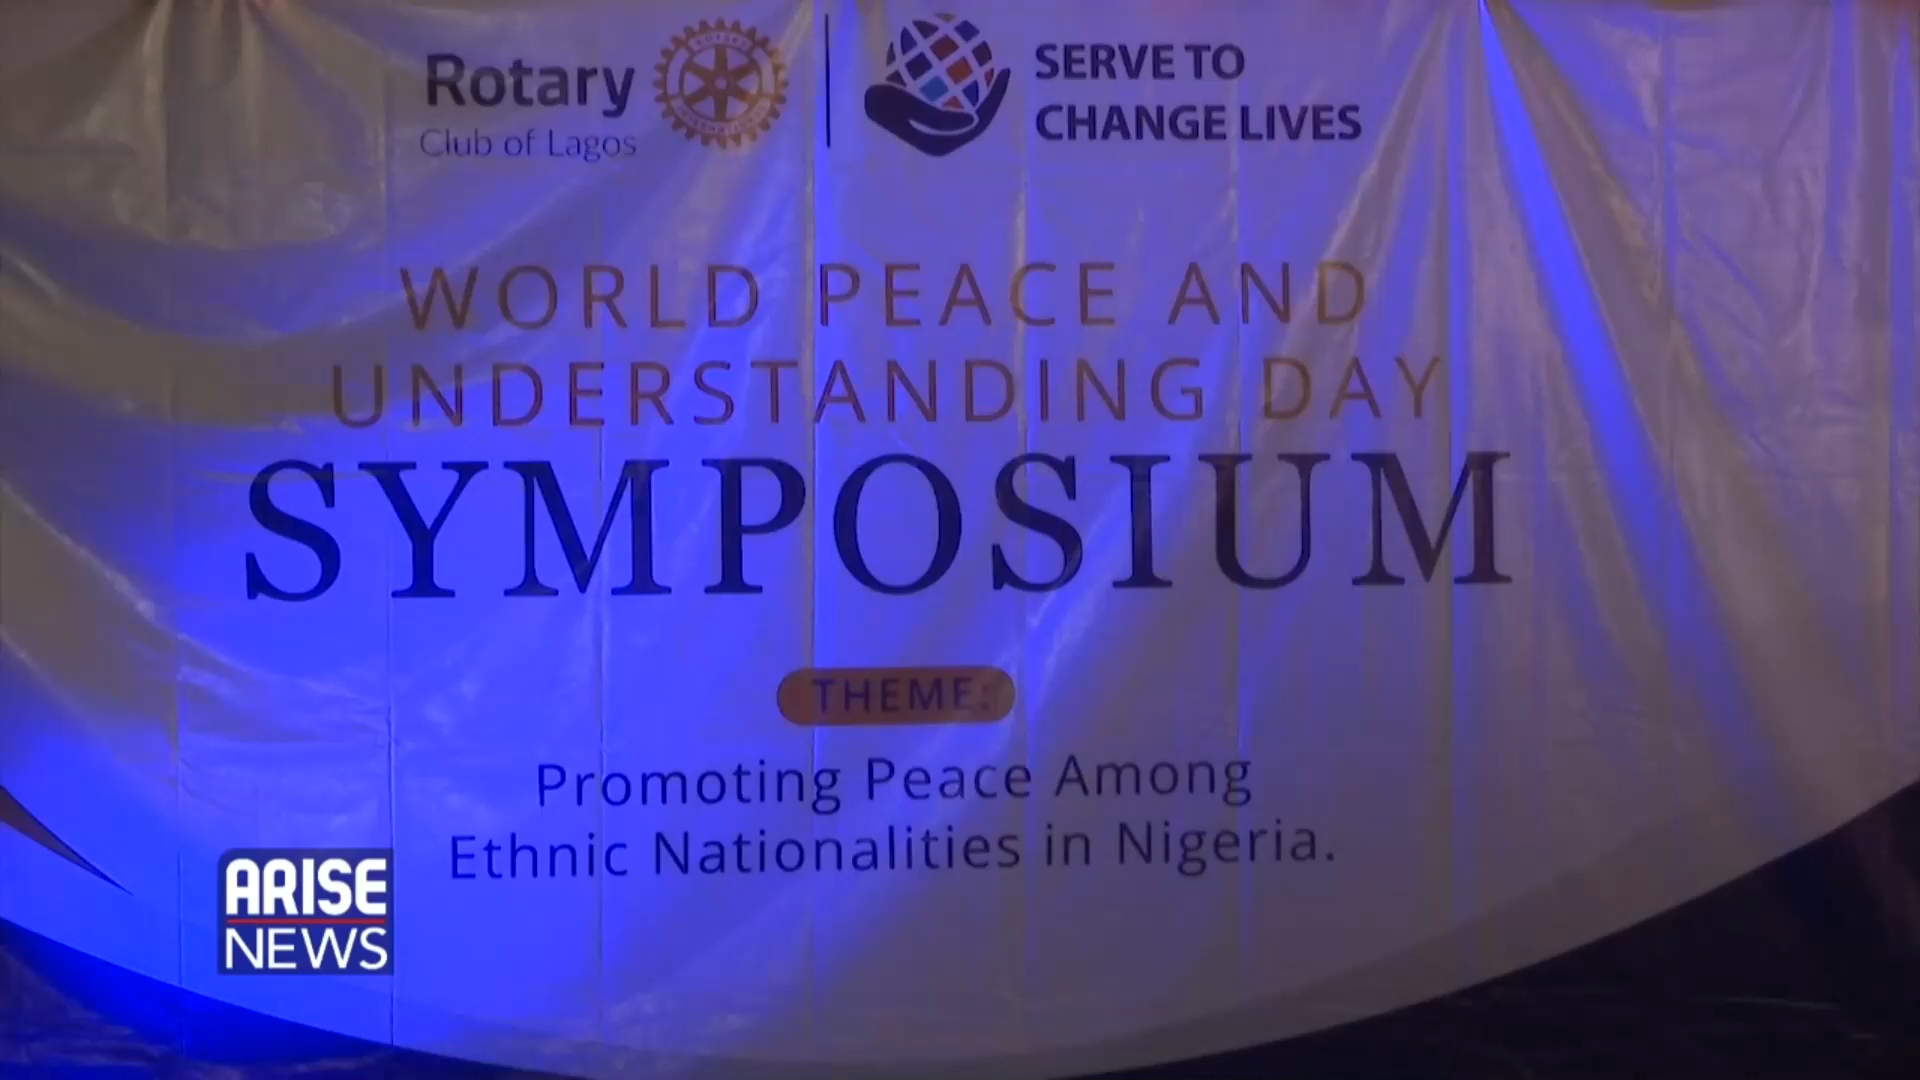 Rotary
Club of Lagos
SERVE TO
CHANGE LIVES
WORLD PEACE AND
UNDERSTANDING DAY
SYMPOSIUM
THEME:
Promoting Peace Among
Ethnic Nationalities in Nigeria.
ARISE
NEWS